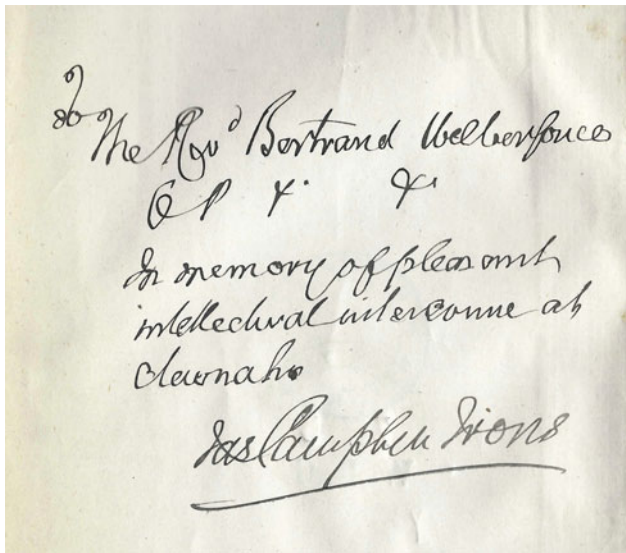 To
The Revd Bertrand Wilberforce
O P &. &.
In memory of pleasant
intellectual intercourse at
Jas Campbell Irons